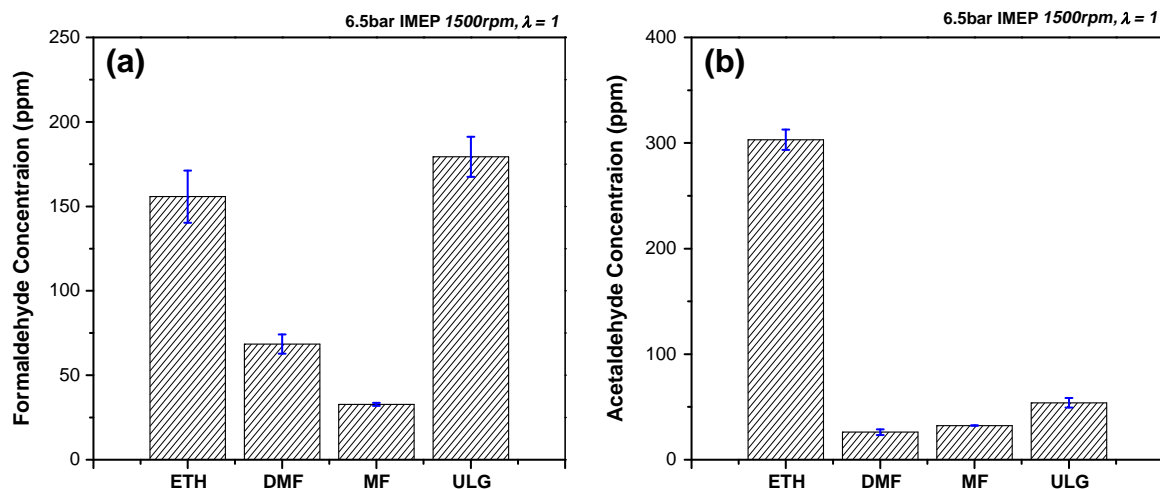 6.5bar IMEP 1500rpm, λ = 1
(a)
Formaldehyde Concentraion (ppm)
250
200
150
100
50
0
ETH DMF MF ULG
6.5bar IMEP 1500rpm, λ = 1
(b)
Acetaldehyde Concentraion (ppm)
400
300
200
100
0
ETH DMF MF ULG